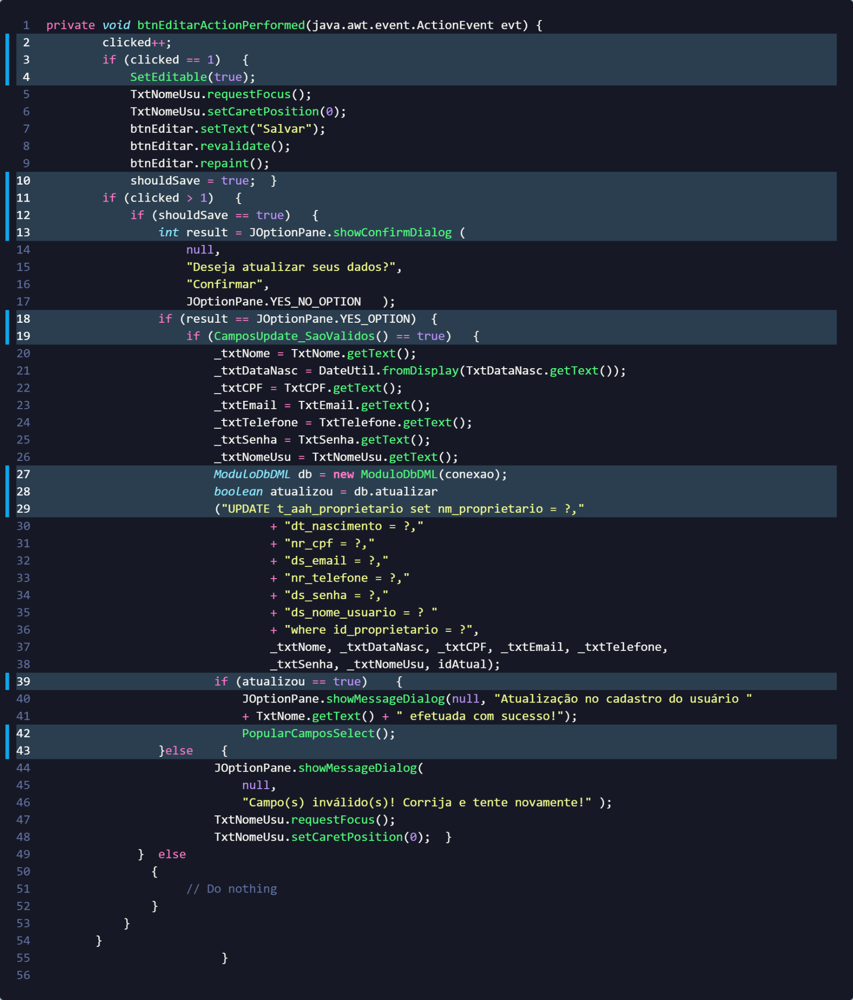 1 private void btnEditarActionPerformed(java.awt.event.ActionEvent evt) {
2 clicked++;
3 if (clicked == 1)   {
4 SetEditable(true);
5 TxtNomeUsu.requestFocus();
6 TxtNomeUsu.setCaretPosition(0);
7 btnEditar.setText("Salvar");
8 btnEditar.revalidate();
9 btnEditar.repaint();
10 shouldSave = true;  }
11 if (clicked > 1)   {
12 if (shouldSave == true)   {
13 int result = JOptionPane.showConfirmDialog (
14 null,
15 "Deseja atualizar seus dados?",
16 "Confirmar",
17 JOptionPane.YES_NO_OPTION   );
18 if (result == JOptionPane.YES_OPTION)  {
19 if (CamposUpdate_SaoValidos() == true)   {
20 _txtNome = TxtNome.getText();
21 _txtDataNasc = DateUtil.fromDisplay(TxtDataNasc.getText());
22 _txtCPF = TxtCPF.getText();
23 _txtEmail = TxtEmail.getText();
24 _txtTelefone = TxtTelefone.getText();
25 _txtSenha = TxtSenha.getText();
26 _txtNomeUsu = TxtNomeUsu.getText();
27 ModuloDbDML db = new ModuloDbDML(conexao);
28 boolean atualizou = db.atualizar
29 ("UPDATE t_aah_proprietario set nm_proprietario = ?,"
30 + "dt_nascimento = ?,"
31 + "nr_cpf = ?,"
32 + "ds_email = ?,"
33 + "nr_telefone = ?,"
34 + "ds_senha = ?,"
35 + "ds_nome_usuario = ? "
36 + "where id_proprietario = ?",
37 _txtNome, _txtDataNasc, _txtCPF, _txtEmail, _txtTelefone,
38 _txtSenha, _txtNomeUsu, idAtual);
39 if (atualizou == true)    {
40 JOptionPane.showMessageDialog(null, "Atualização no cadastro do usuário "
41 + TxtNome.getText() + " efetuada com sucesso!");
42 PopularCamposSelect();
43 }else    {
44 JOptionPane.showMessageDialog(
45 null,
46 "Campo(s) inválido(s)! Corrija e tente novamente!" );
47 TxtNomeUsu.requestFocus();
48 TxtNomeUsu.setCaretPosition(0);  }
49 }  else
50 {
51 // Do nothing
52 }
53 }
54 }
55 }
56